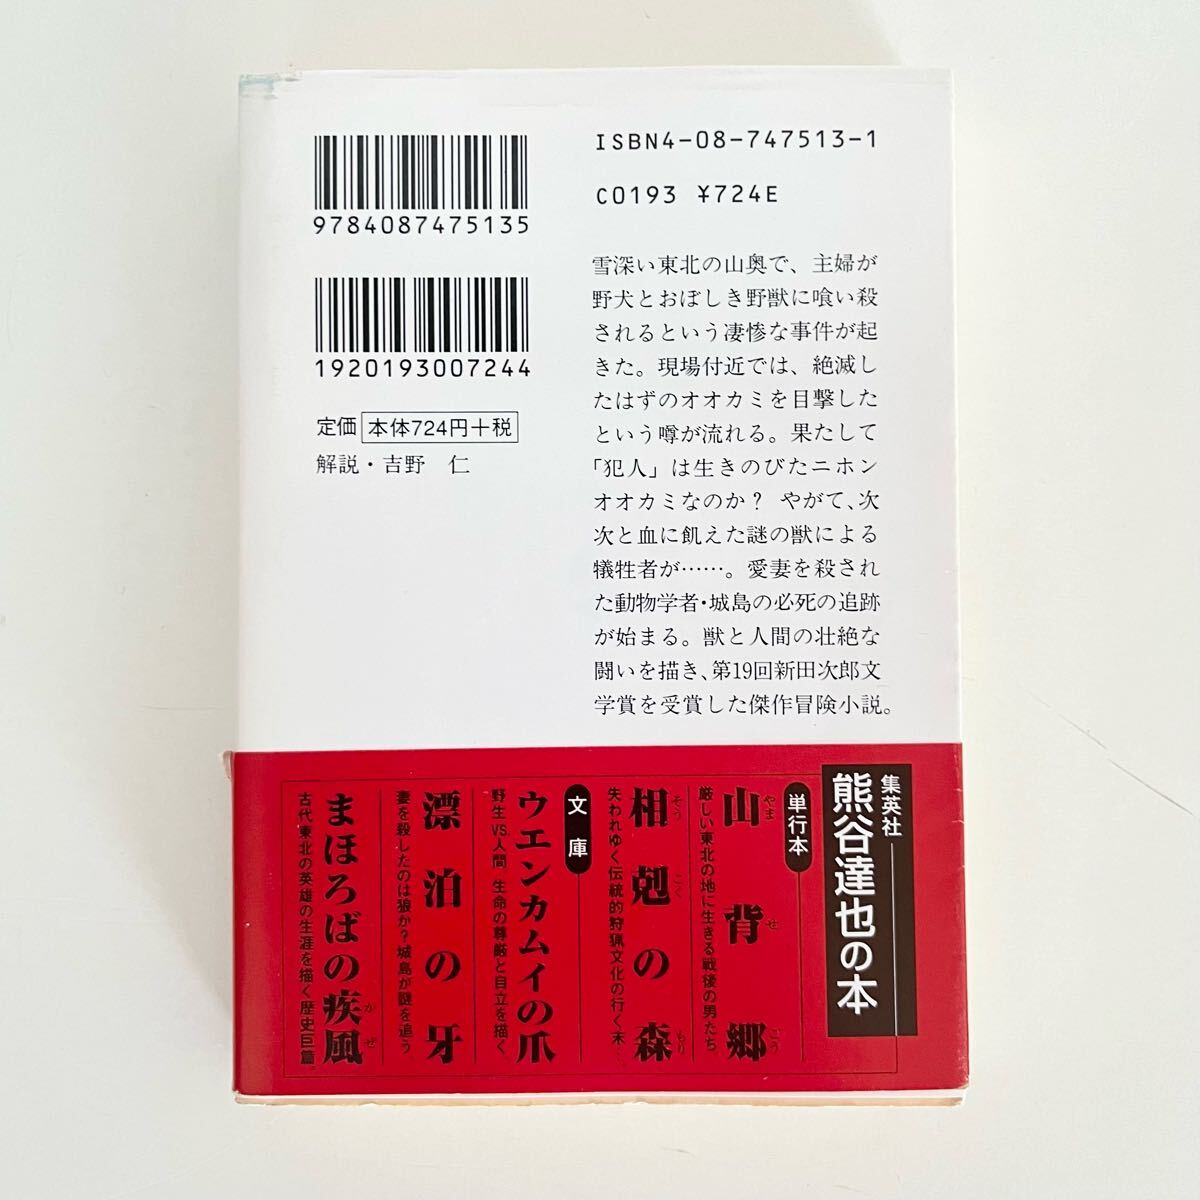 ISBN4-08-747513-1
C0193 ¥724E
9784087475135
1920193007244
定価 本体724円+税
解説・吉野 仁
雪深い東北の山奥で、主婦が
野犬とおぼしき野獣に喰い殺
されるという凄惨な事件が起
きた。現場付近では、絶滅し
たはずのオオカミを目撃した
という噂が流れる。果たして
「犯人」は生きのびたニホン
オオカミなのか? やがて、次
次と血に飢えた謎の獣による
犠牲者が……。愛妻を殺され
た動物学者・城島の必死の追跡
が始まる。獣と人間の壮絶な
闘いを描き、第19回新田次郎文
学賞を受賞した傑作冒険小説。
集英社
熊谷達也の本
単行本
山背郷
やませごう
厳しい東北の地に生きる戦後の男たち。
相剋の森
そうこくのもり
失われゆく伝統的狩猟文化の行く末…
文庫
ウエンカムイの爪
野生VS.人間 生命の尊厳と自立を描く。
漂泊の牙
妻を殺したのは狼か?城島が謎を追う。
まほろばの疾風
かぜ
古代東北の英雄の生涯を描く歴史巨篇。